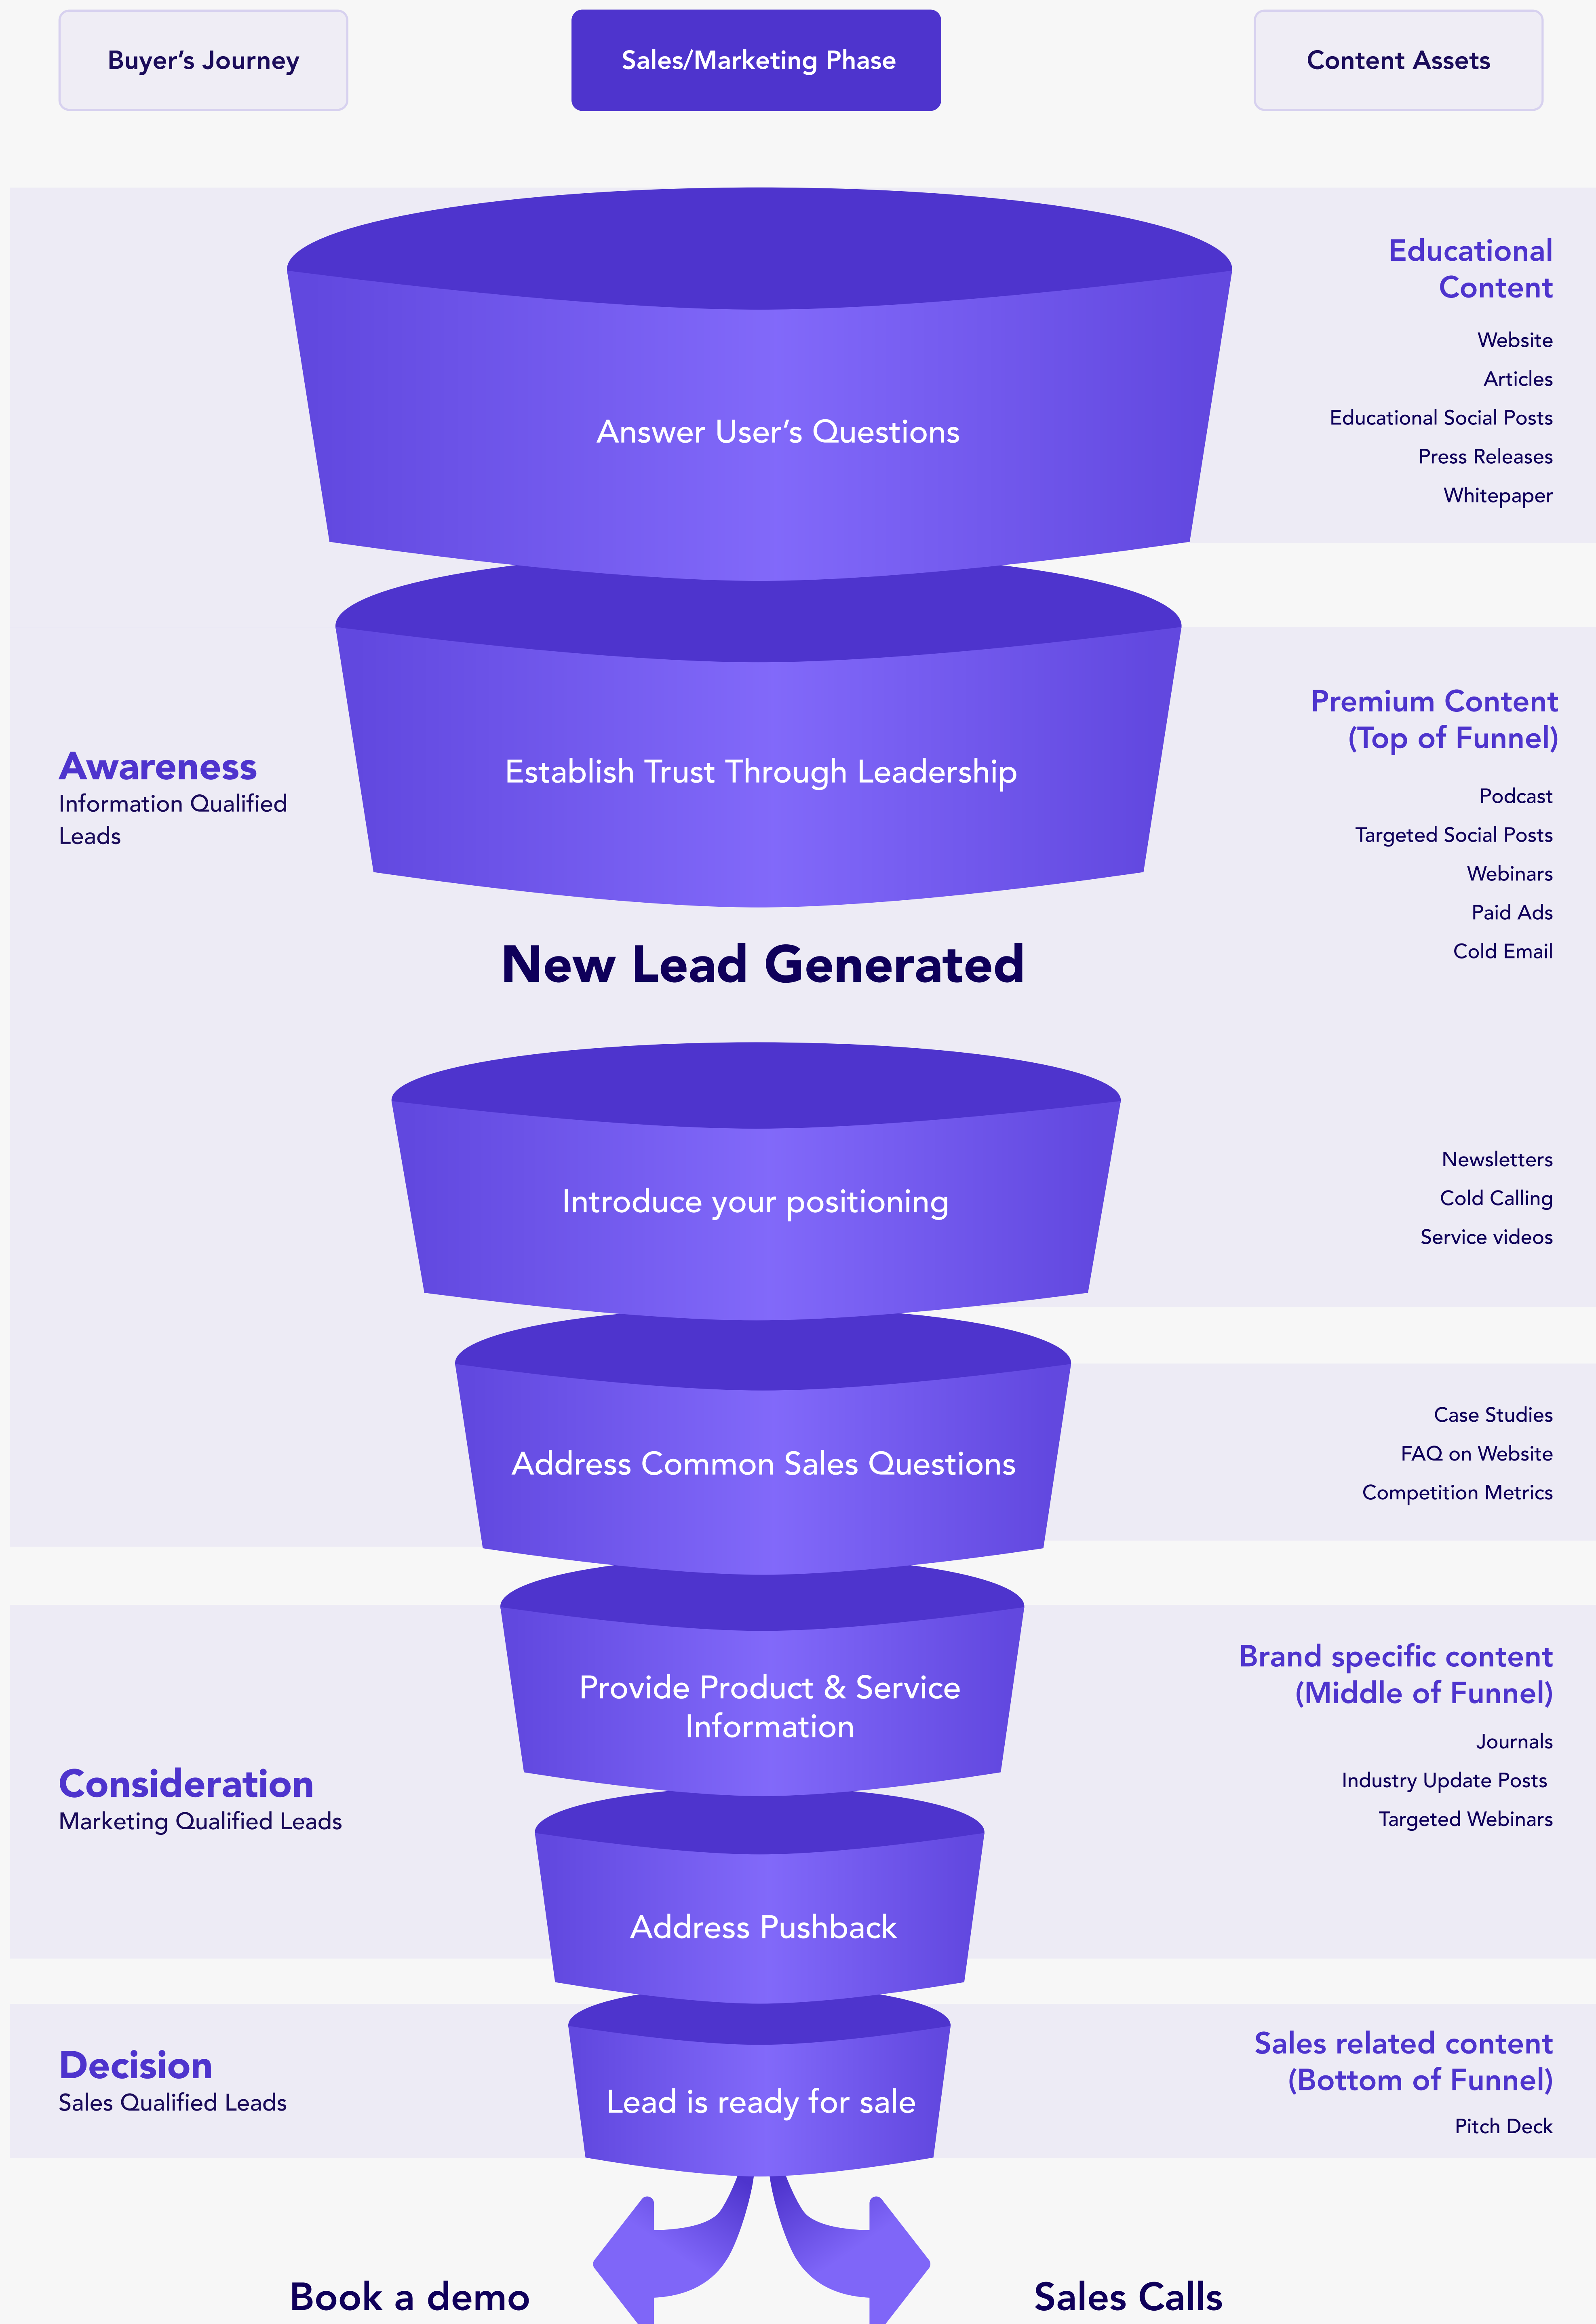 Buyer’s Journey
Sales/Marketing Phase
Content Assets
Educational
Content
Website
Articles
Educational Social Posts
Press Releases
Whitepaper
Answer User’s Questions
Awareness
Information Qualified
Leads
Establish Trust Through Leadership
Premium Content
(Top of Funnel)
Podcast
Targeted Social Posts
Webinars
Paid Ads
Cold Email
New Lead Generated
Introduce your positioning
Newsletters
Cold Calling
Service videos
Address Common Sales Questions
Case Studies
FAQ on Website
Competition Metrics
Provide Product & Service
Information
Brand specific content
(Middle of Funnel)
Journals
Industry Update Posts
Targeted Webinars
Consideration
Marketing Qualified Leads
Address Pushback
Decision
Sales Qualified Leads
Lead is ready for sale
Sales related content
(Bottom of Funnel)
Pitch Deck
Book a demo
Sales Calls